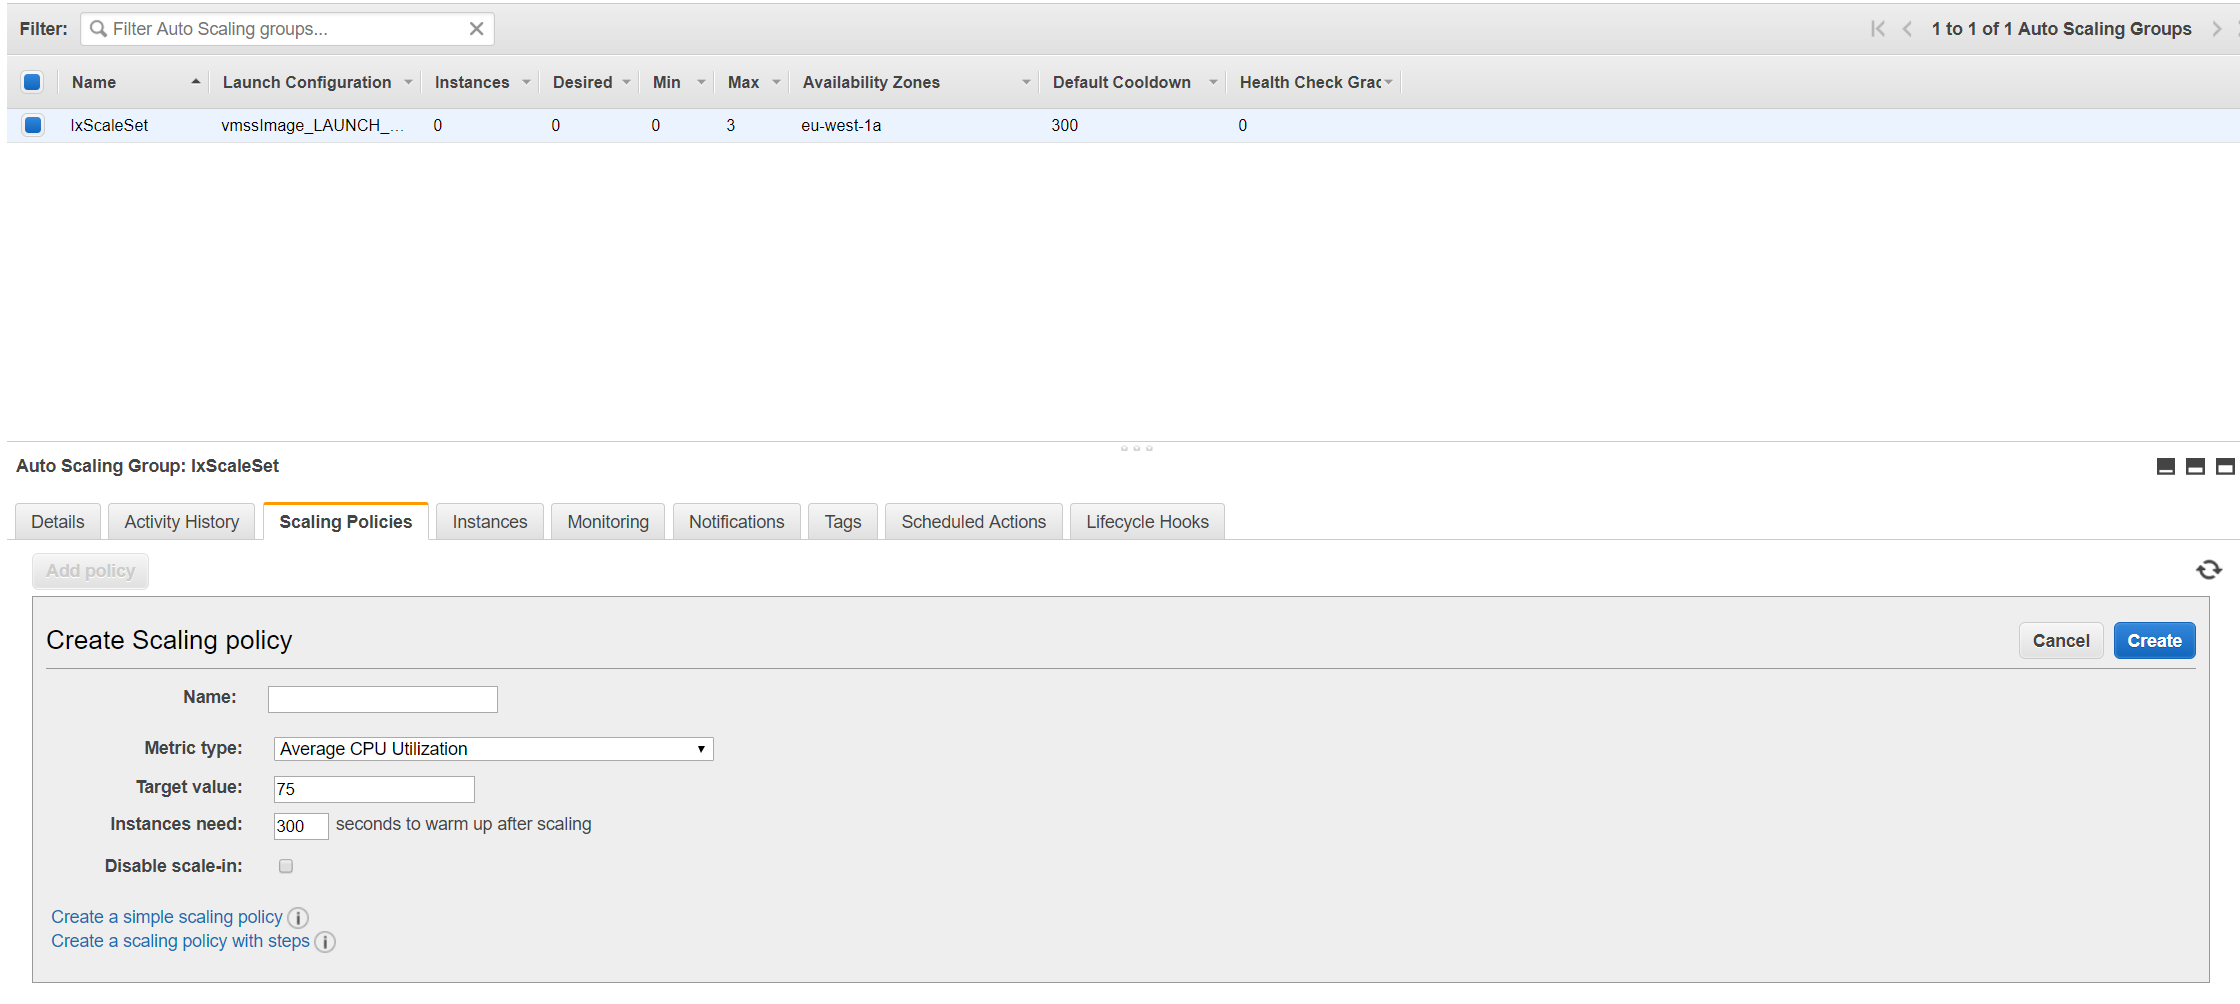 Filter: Filter Auto Scaling groups... 1 to 1 of 1 Auto Scaling Groups
Name Launch Configuration Instances Desired Min Max Availability Zones Default Cooldown Health Check Grac
lxScaleSet vmssImage_LAUNCH_... 0 0 0 3 eu-west-1a 300 0
Auto Scaling Group: lxScaleSet
Details Activity History Scaling Policies Instances Monitoring Notifications Tags Scheduled Actions Lifecycle Hooks
Add policy
Create Scaling policy Cancel Create
Name:
Metric type: Average CPU Utilization
Target value: 75
Instances need: 300 seconds to warm up after scaling
Disable scale-in:
Create a simple scaling policy i
Create a scaling policy with steps i